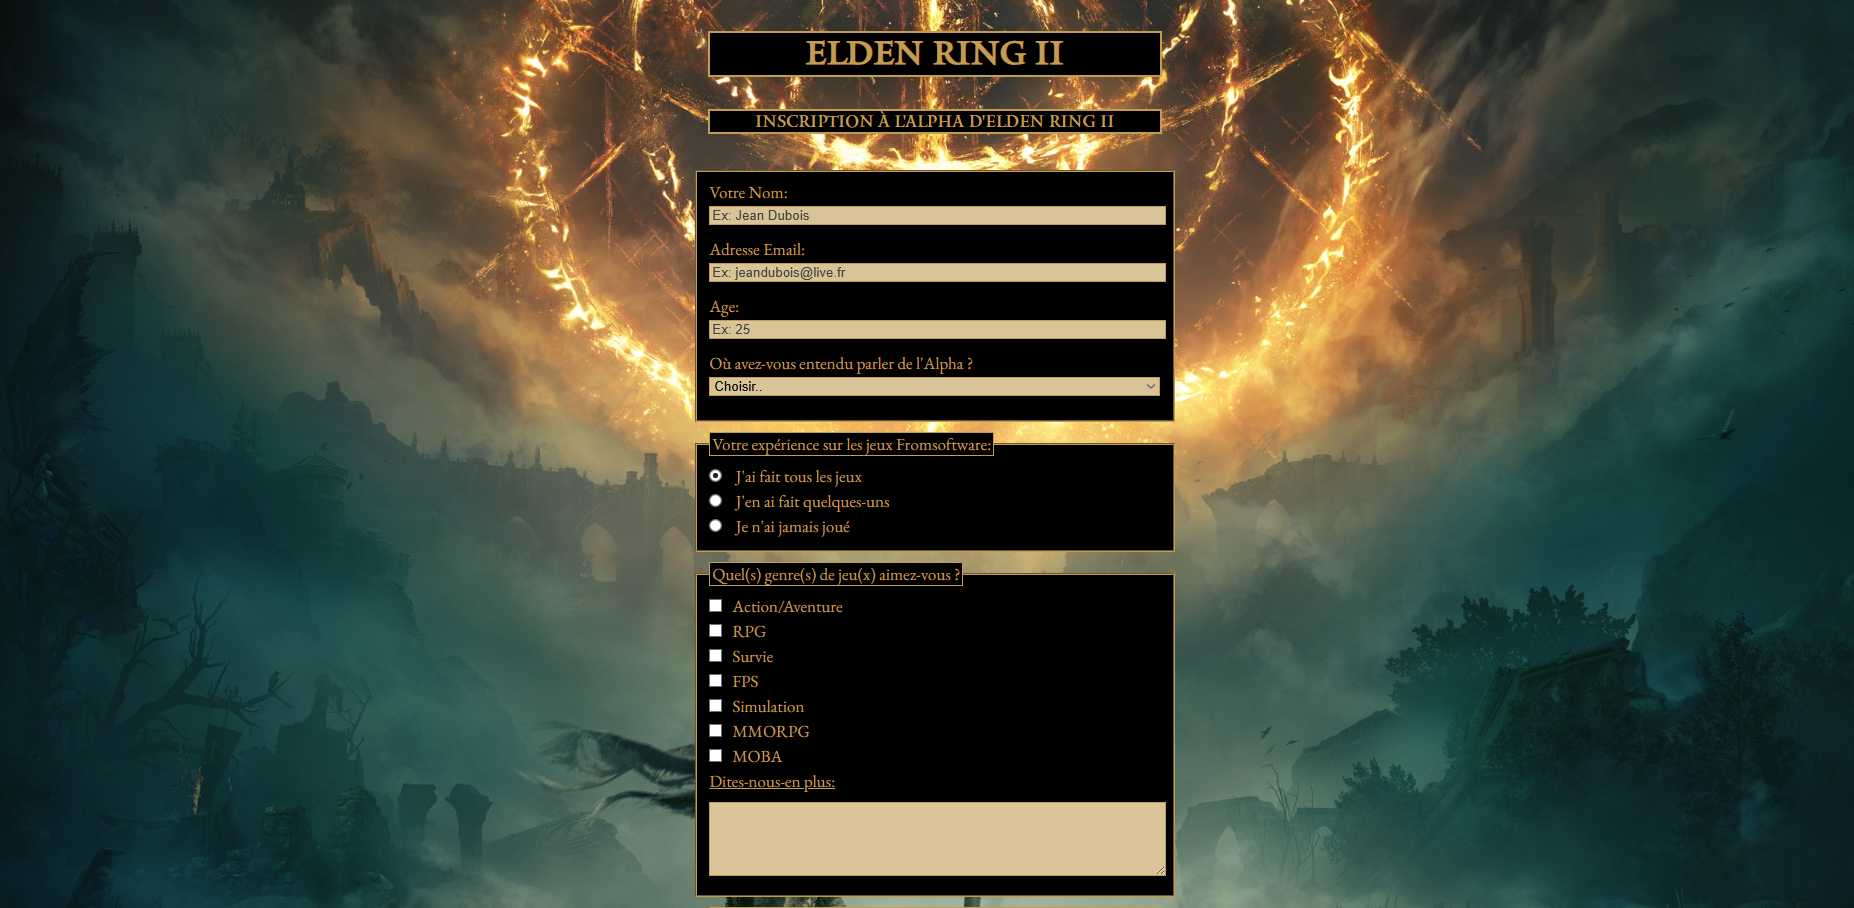 ELDEN RING II
INSCRIPTION À L'ALPHA D'ELDEN RING II
Votre Nom:
Ex: Jean Dubois
Adresse Email:
Ex: jeandubois@live.fr
Age:
Ex: 25
Où avez-vous entendu parler de l'Alpha ?
Choisir..
Votre expérience sur les jeux Fromsoftware:
J'ai fait tous les jeux
J'en ai fait quelques-uns
Je n'ai jamais joué
Quel(s) genre(s) de jeu(x) aimez-vous ?
Action/Aventure
RPG
Survie
FPS
Simulation
MMORPG
MOBA
Dites-nous-en plus: